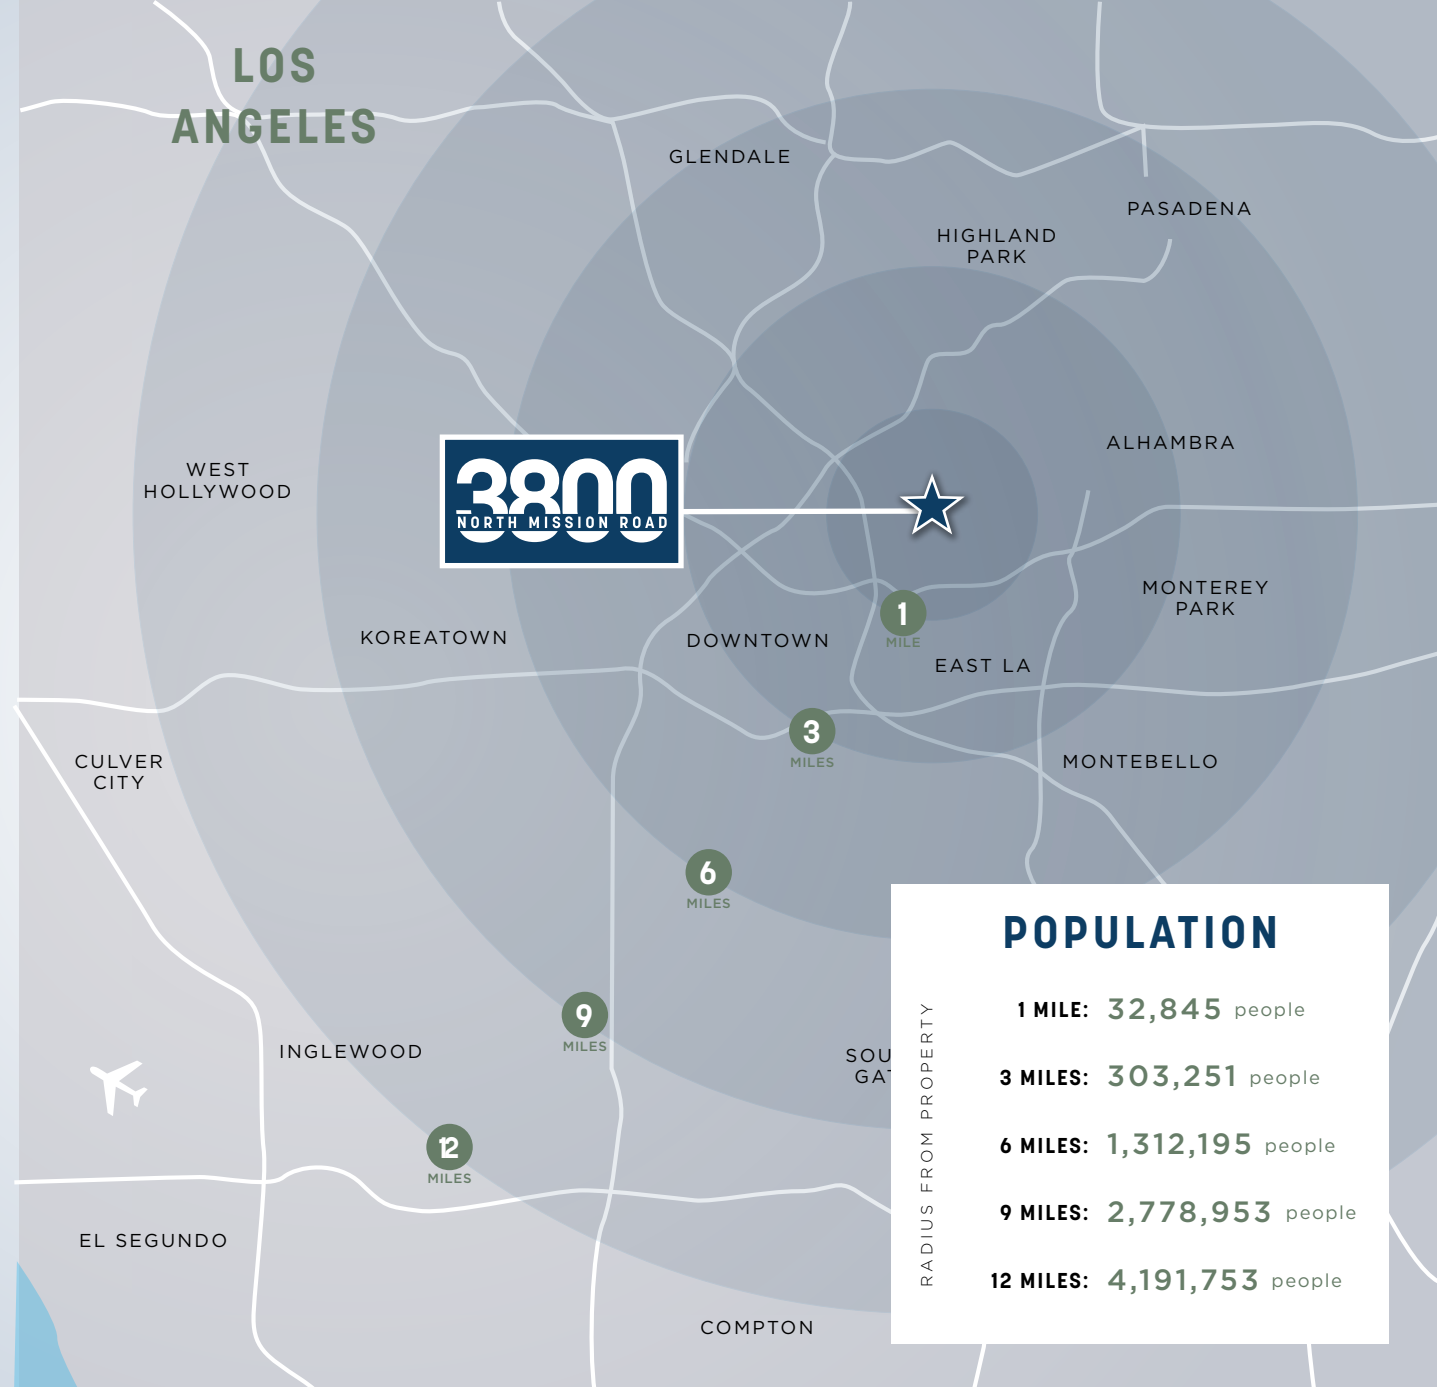 LOS
ANGELES
GLENDALE
PASADENA
HIGHLAND
PARK
ALHAMBRA
WEST
HOLLYWOOD
3800
NORTH MISSION ROAD
MONTEREY
PARK
KOREATOWN
DOWNTOWN
1
MILE
EAST LA
3
MILES
CULVER
CITY
MONTEBELLO
6
MILES
9
MILES
INGLEWOOD
SOU
GAT
12
MILES
EL SEGUNDO
COMPTON
POPULATION
RADIUS FROM PROPERTY
1 MILE: 32,845 people
3 MILES: 303,251 people
6 MILES: 1,312,195 people
9 MILES: 2,778,953 people
12 MILES: 4,191,753 people